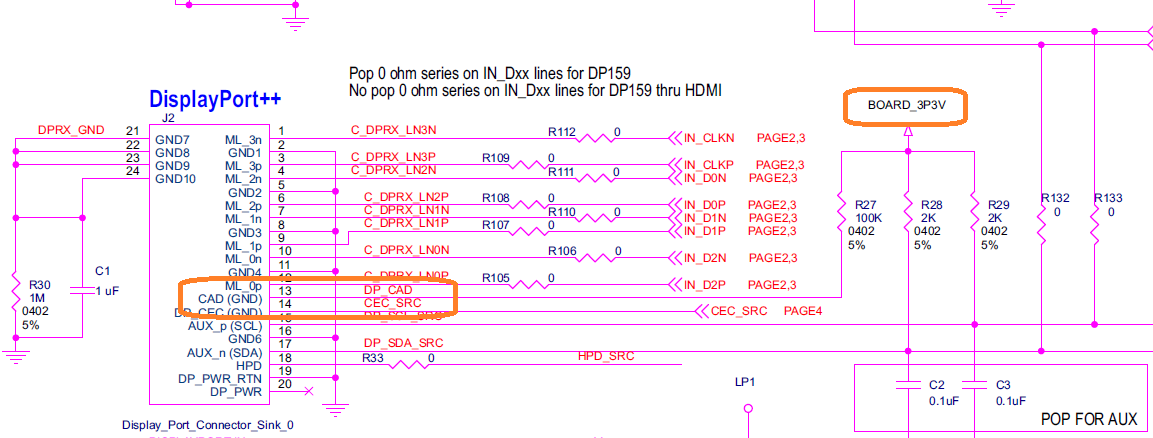 Pop 0 ohm series on IN_Dxx lines for DP159
No pop 0 ohm series on IN_Dxx lines for DP159 thru HDMI
DisplayPort++
J2
BOARD_3P3V
DPRX_GND
21 GND7
22 GND8
23 GND9
24 GND10
ML_3n 1 C_DPRX_LN3N R112 0 IN_CLKN PAGE2,3
GND1 2
ML_3p 3 C_DPRX_LN3P R109 0 IN_CLKP PAGE2,3
ML_2n 4 C_DPRX_LN2N R111 0 IN_D0N PAGE2,3
GND2 5
ML_2p 6 C_DPRX_LN2P R108 0 IN_D0P PAGE2,3
ML_1n 7 C_DPRX_LN1N R110 0 IN_D1N PAGE2,3
GND3 8
ML_1p 9 C_DPRX_LN1P R107 0 IN_D1P PAGE2,3
ML_0n 10 C_DPRX_LN0N R106 0 IN_D2N PAGE2,3
GND4 11
ML_0p 12 C_DPRX_LN0P R105 0 IN_D2P PAGE2,3
CAD (GND) 13 DP_CAD
DP_CEC (GND) 14 CEC_SRC CEC_SRC PAGE4
AUX_p (SCL) 15 DP_SCL_SRC
GND6 16
AUX_n (SDA) 17 DP_SDA_SRC
HPD 18 R33 0 HPD_SRC
DP_PWR_RTN 19
DP_PWR 20
R30
1M
0402
5%
C1
1 uF
R27
100K
0402
5%
R28
2K
0402
5%
R29
2K
0402
5%
R132
0
R133
0
LP1
C2
0.1uF
C3
0.1uF
POP FOR AUX
Display_Port_Connector_Sink_0